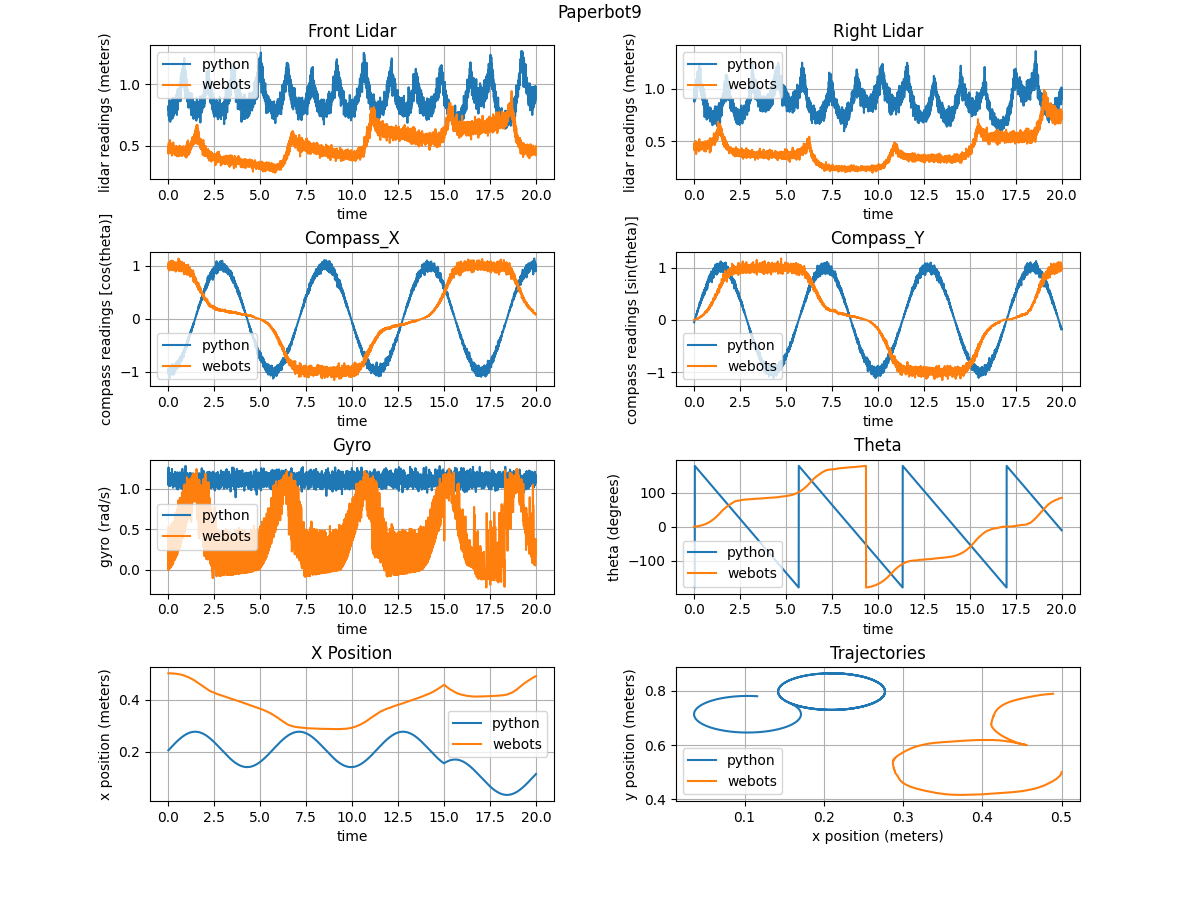 Paperbot9
Front Lidar
lidar readings (meters)
1.0
0.5
python
webots
0.0 2.5 5.0 7.5 10.0 12.5 15.0 17.5 20.0
time
Right Lidar
lidar readings (meters)
1.0
0.5
python
webots
0.0 2.5 5.0 7.5 10.0 12.5 15.0 17.5 20.0
time
Compass_X
compass readings [cos(theta)]
1
0
−1
python
webots
0.0 2.5 5.0 7.5 10.0 12.5 15.0 17.5 20.0
time
Compass_Y
compass readings [sin(theta)]
1
0
−1
python
webots
0.0 2.5 5.0 7.5 10.0 12.5 15.0 17.5 20.0
time
Gyro
gyro (rad/s)
1.0
0.5
0.0
python
webots
0.0 2.5 5.0 7.5 10.0 12.5 15.0 17.5 20.0
time
Theta
theta (degrees)
100
0
−100
python
webots
0.0 2.5 5.0 7.5 10.0 12.5 15.0 17.5 20.0
time
X Position
x position (meters)
0.4
0.2
python
webots
0.0 2.5 5.0 7.5 10.0 12.5 15.0 17.5 20.0
time
Trajectories
y position (meters)
0.8
0.6
0.4
python
webots
0.1 0.2 0.3 0.4 0.5
x position (meters)